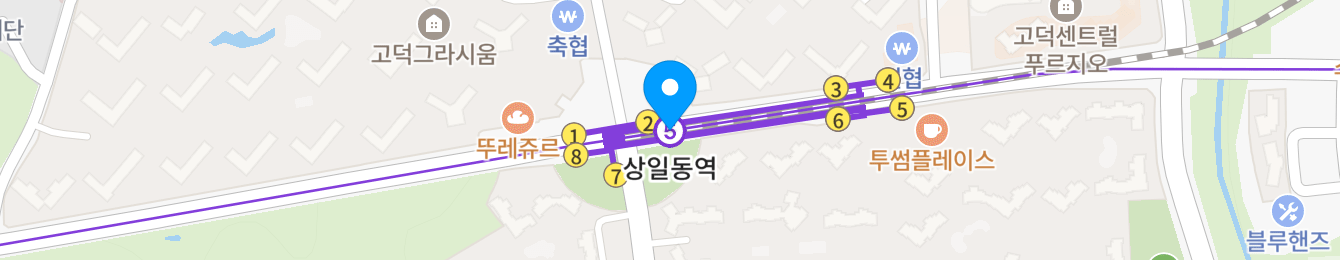 단
고덕그라시움
축협
고덕센트럴
푸르지오
협
3
4
5
6
2
5
1
8
7
뚜레쥬르
상일동역
투썸플레이스
블루핸즈